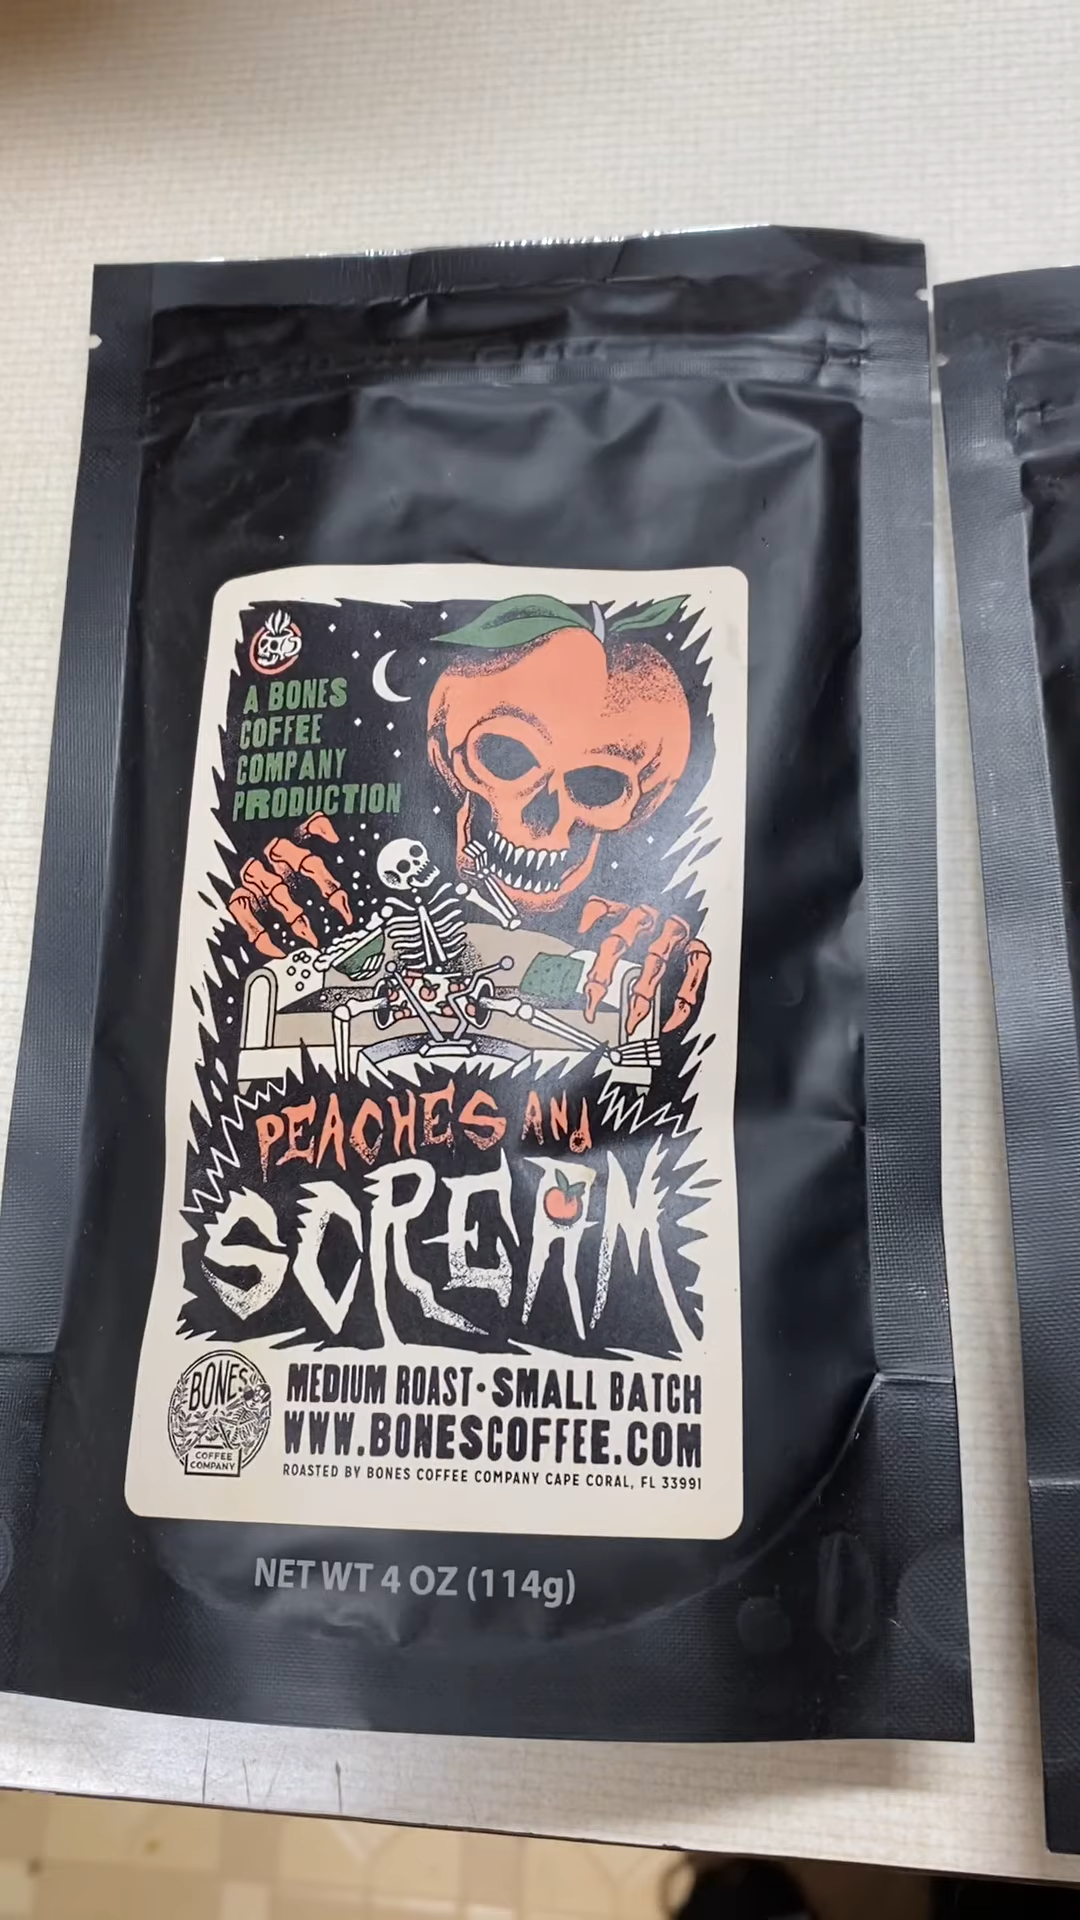 A BONES
COFFEE
COMPANY
PRODUCTION
PEACHES AND
SCREAM
BONES
COFFEE
COMPANY
MEDIUM ROAST • SMALL BATCH
WWW.BONESCOFFEE.COM
ROASTED BY BONES COFFEE COMPANY CAPE CORAL, FL 33991
NET WT 4 OZ (114g)